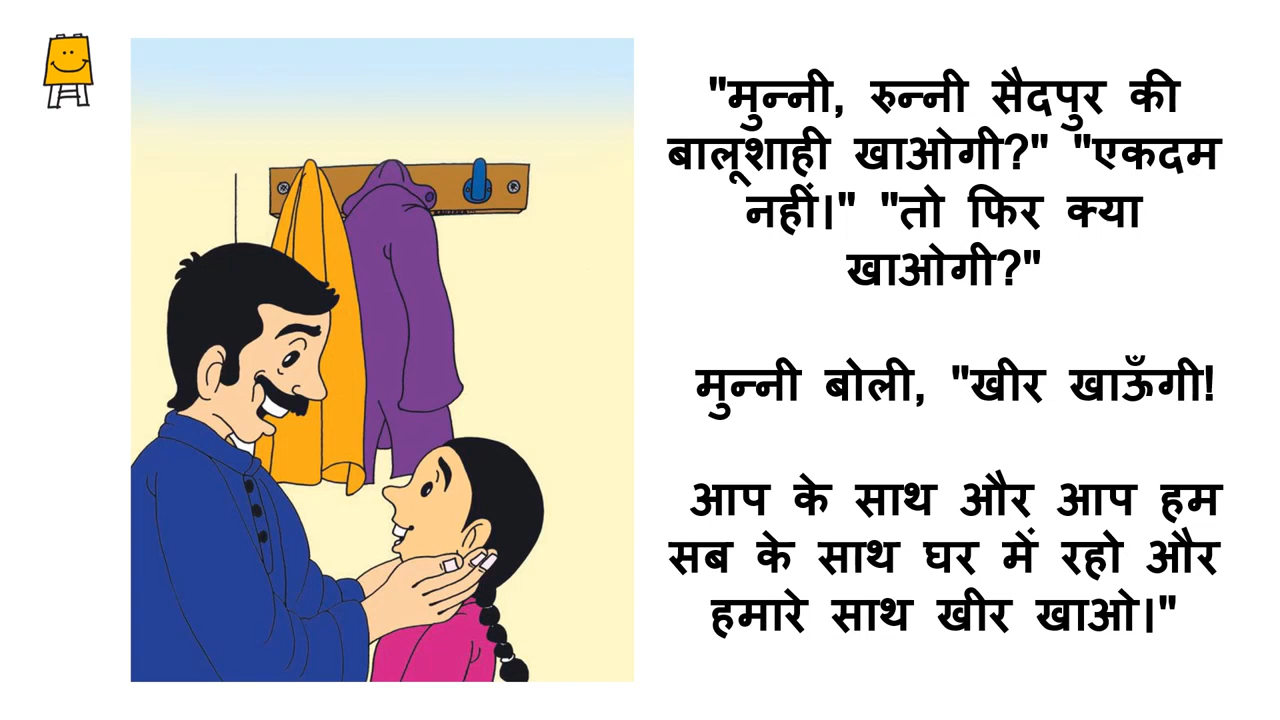 "मुन्नी, रुन्नी सैदपुर की
बालूशाही खाओगी?" "एकदम
नहीं।" "तो फिर क्या
खाओगी?"
मुन्नी बोली, "खीर खाऊँगी!
आप के साथ और आप हम
सब के साथ घर में रहो और
हमारे साथ खीर खाओ।"